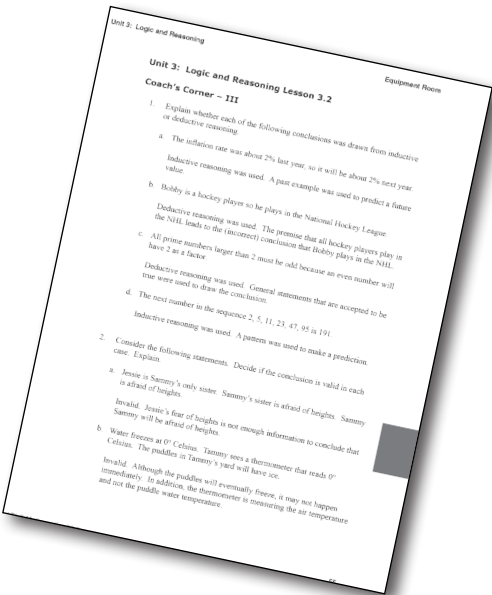 Unit 3: Logic and Reasoning
Equipment Room
Unit 3: Logic and Reasoning Lesson 3.2
Coach's Corner – III
1. Explain whether each of the following conclusions was drawn from inductive
or deductive reasoning.
a. The inflation rate was about 2% last year, so it will be about 2% next year.
Inductive reasoning was used. A past example was used to predict a future
value.
b. Bobby is a hockey player so he plays in the National Hockey League.
Deductive reasoning was used. The premise that all hockey players play in
the NHL leads to the (incorrect) conclusion that Bobby plays in the NHL.
c. All prime numbers larger than 2 must be odd because an even number will
have 2 as a factor.
Deductive reasoning was used. General statements that are accepted to be
true were used to draw the conclusion.
d. The next number in the sequence 2, 5, 11, 23, 47, 95 is 191.
Inductive reasoning was used. A pattern was used to make a prediction.
2. Consider the following statements. Decide if the conclusion is valid in each
case. Explain.
a. Jessie is Sammy's only sister. Sammy's sister is afraid of heights. Sammy
is afraid of heights.
Invalid. Jessie's fear of heights is not enough information to conclude that
Sammy will be afraid of heights.
b. Water freezes at 0° Celsius. Tammy sees a thermometer that reads 0°
Celsius. The puddles in Tammy's yard will have ice.
Invalid. Although the puddles will eventually freeze, it may not happen
immediately. In addition, the thermometer is measuring the air temperature
and not the puddle water temperature.